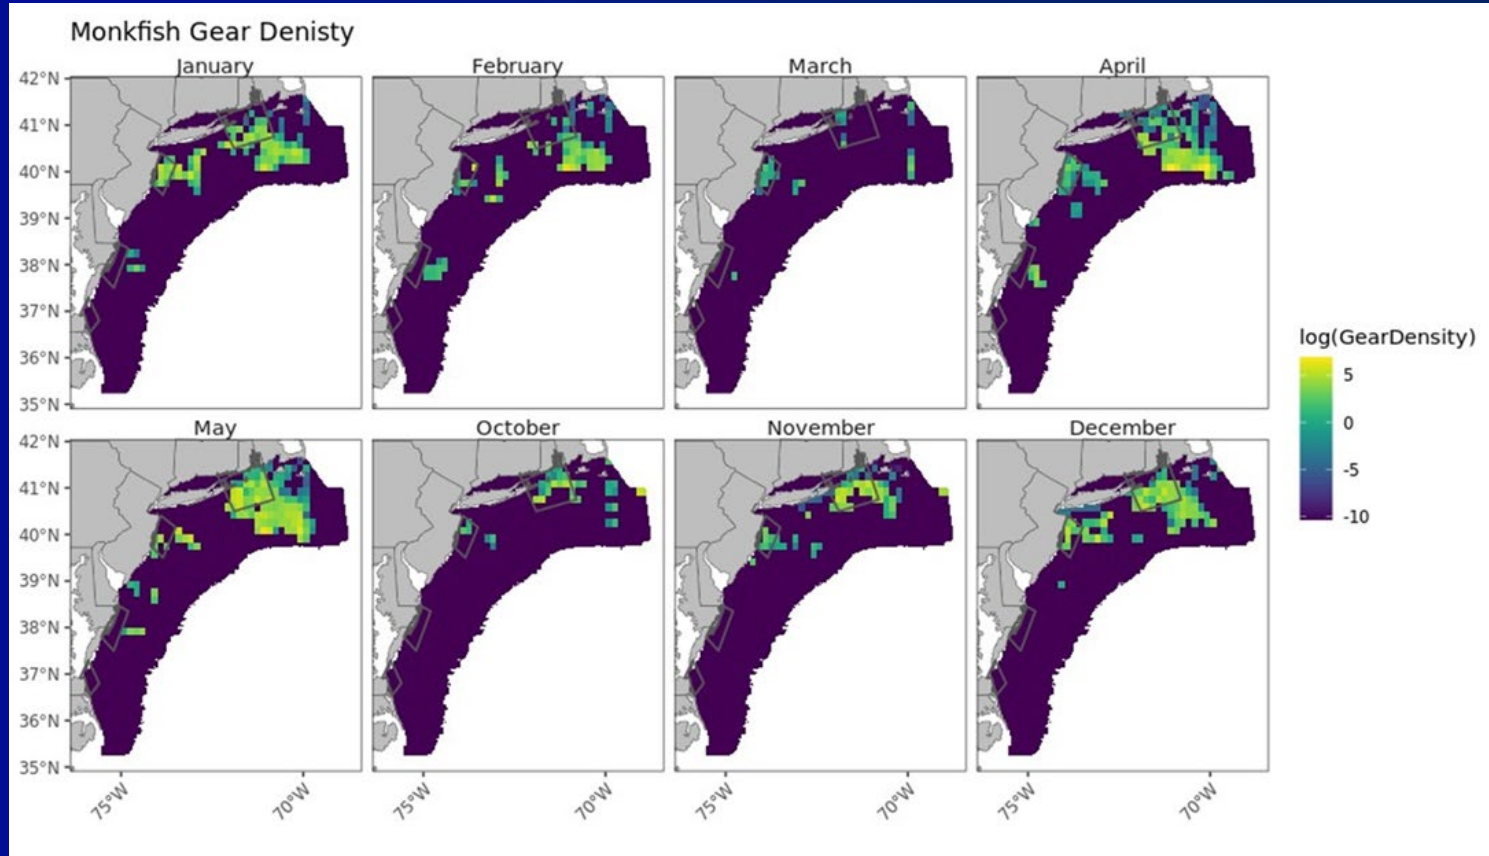 Monkfish Gear Denisty
January February March April
42°N
41°N
40°N
39°N
38°N
37°N
36°N
35°N
log(GearDensity)
5
0
-5
-10
May October November December
42°N
41°N
40°N
39°N
38°N
37°N
36°N
35°N
75°W 70°W 75°W 70°W 75°W 70°W 75°W 70°W